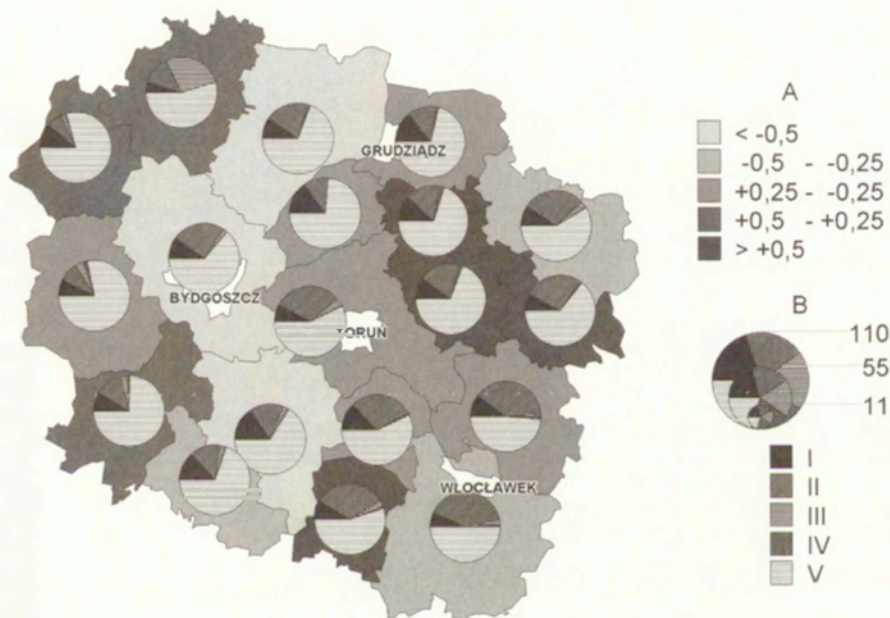 GRUDZIĄDZ
BYDGOSZCZ
TORUŃ
WŁOCŁAWEK
A
< -0,5
-0,5 - -0,25
+0,25 - -0,25
+0,5 - +0,25
> +0,5
B
110
55
11
I
II
III
IV
V